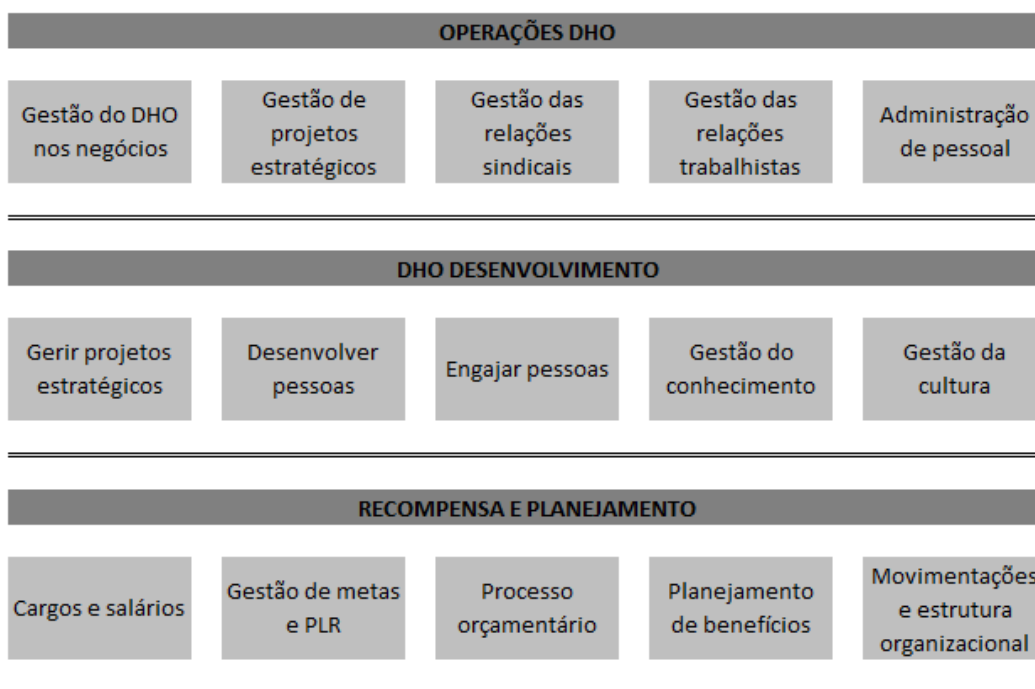 OPERAÇÕES DHO
Gestão do DHO
nos negócios
Gestão de
projetos
estratégicos
Gestão das
relações
sindicais
Gestão das
relações
trabalhistas
Administração
de pessoal
DHO DESENVOLVIMENTO
Gerir projetos
estratégicos
Desenvolver
pessoas
Engajar pessoas
Gestão do
conhecimento
Gestão da
cultura
RECOMPENSA E PLANEJAMENTO
Cargos e salários
Gestão de metas
e PLR
Processo
orçamentário
Planejamento
de benefícios
Movimentações
e estrutura
organizacional